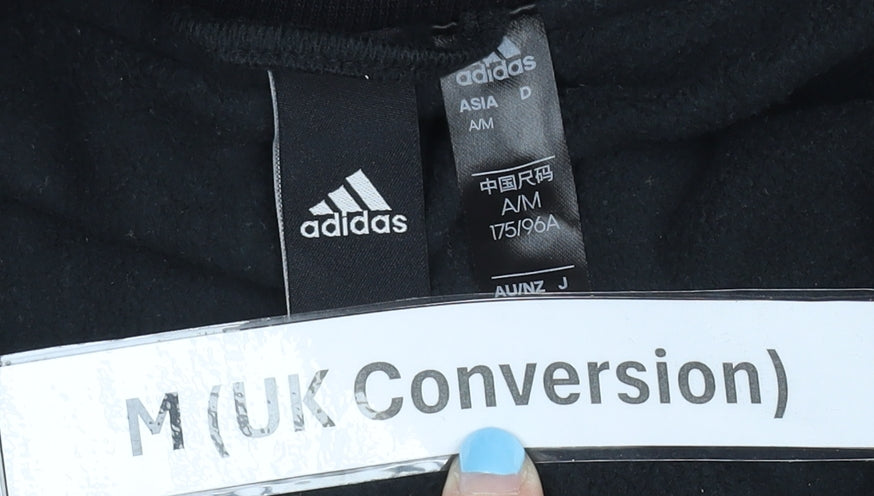 adidas
adidas
ASIA D
A/M
中国尺码
A/M
175/96A
AU/NZ J
M (UK Conversion)